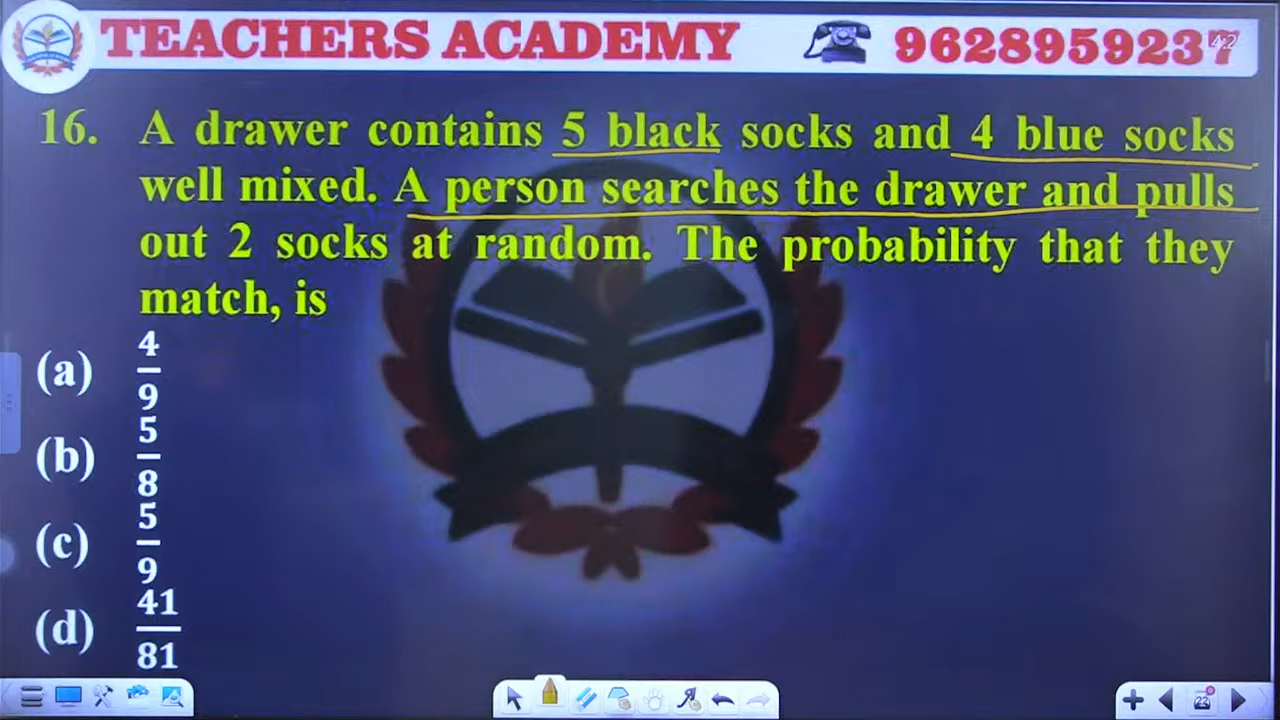 TEACHERS ACADEMY 9628959237
16. A drawer contains 5 black socks and 4 blue socks
well mixed. A person searches the drawer and pulls
out 2 socks at random. The probability that they
match, is
(a) 4/9
(b) 5/8
(c) 5/9
(d) 41/81